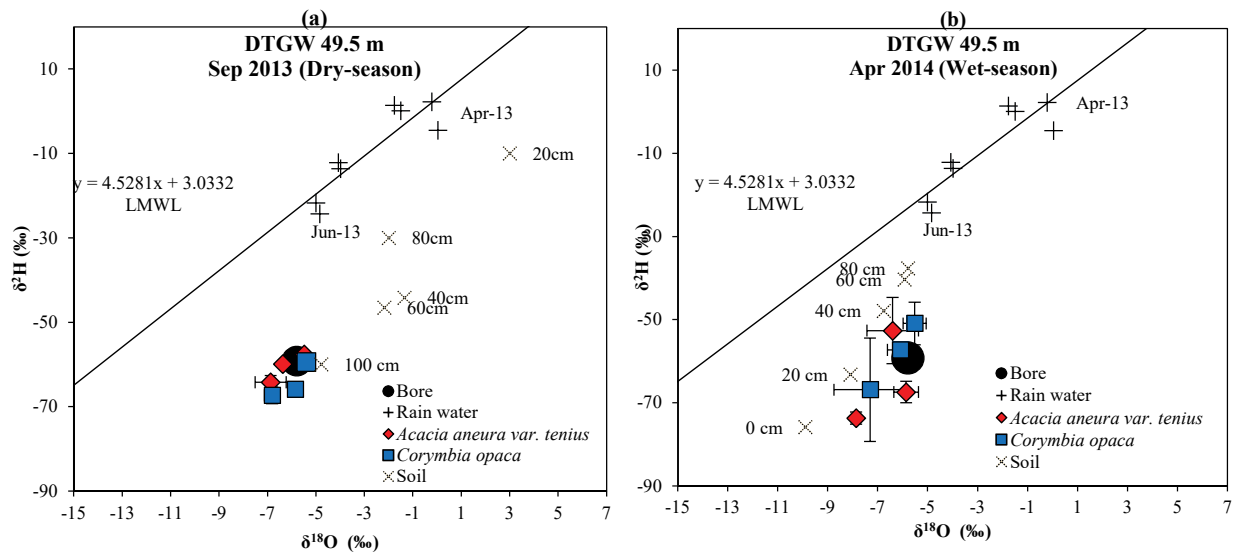 (a)
DTGW 49.5 m
Sep 2013 (Dry-season)
10
-10
-30
-50
-70
-90
δ²H (‰)
Apr-13
20cm
y = 4.5281x + 3.0332
LMWL
Jun-13
80cm
40cm
60cm
100 cm
Bore
Rain water
Acacia aneura var. tenius
Corymbia opaca
Soil
-15 -13 -11 -9 -7 -5 -3 -1 1 3 5 7
δ¹⁸O (‰)
(b)
DTGW 49.5 m
Apr 2014 (Wet-season)
10
-10
-30
-50
-70
-90
δ²H (‰)
Apr-13
y = 4.5281x + 3.0332
LMWL
Jun-13
80 cm
60 cm
40 cm
20 cm
0 cm
Bore
Rain water
Acacia aneura var. tenius
Corymbia opaca
Soil
-15 -13 -11 -9 -7 -5 -3 -1 1 3 5 7
δ¹⁸O (‰)